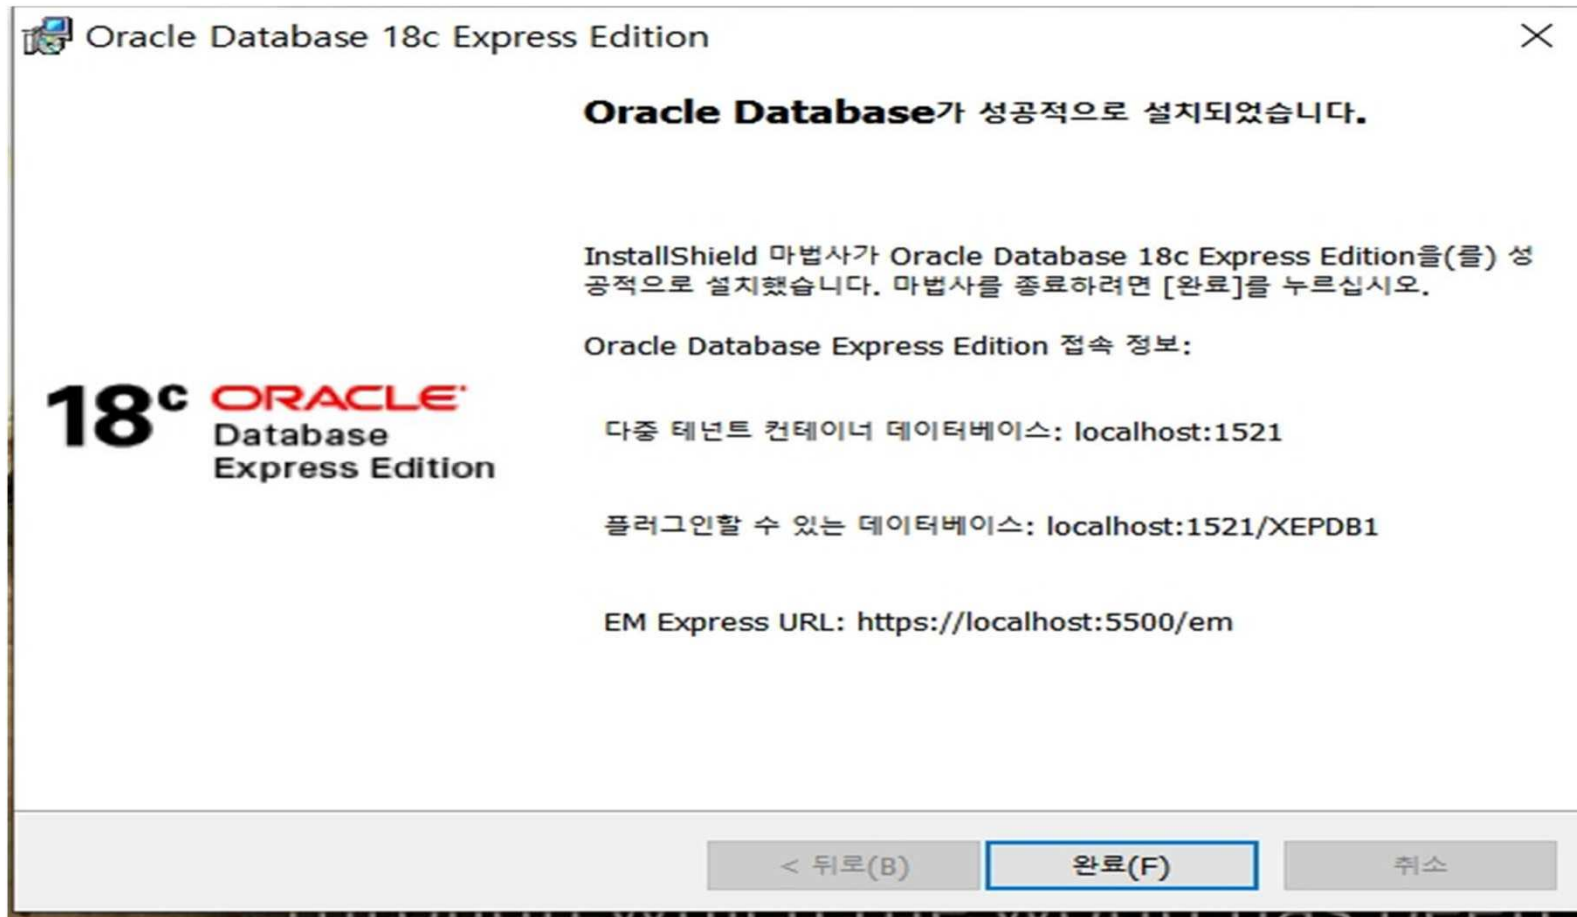 Oracle Database 18c Express Edition
Oracle Database가 성공적으로 설치되었습니다.
InstallShield 마법사가 Oracle Database 18c Express Edition을(를) 성
공적으로 설치했습니다. 마법사를 종료하려면 [완료]를 누르십시오.
Oracle Database Express Edition 접속 정보:
18c ORACLE
Database
Express Edition
다중 테넌트 컨테이너 데이터베이스: localhost:1521
플러그인할 수 있는 데이터베이스: localhost:1521/XEPDB1
EM Express URL: https://localhost:5500/em
< 뒤로(B)
완료(F)
취소